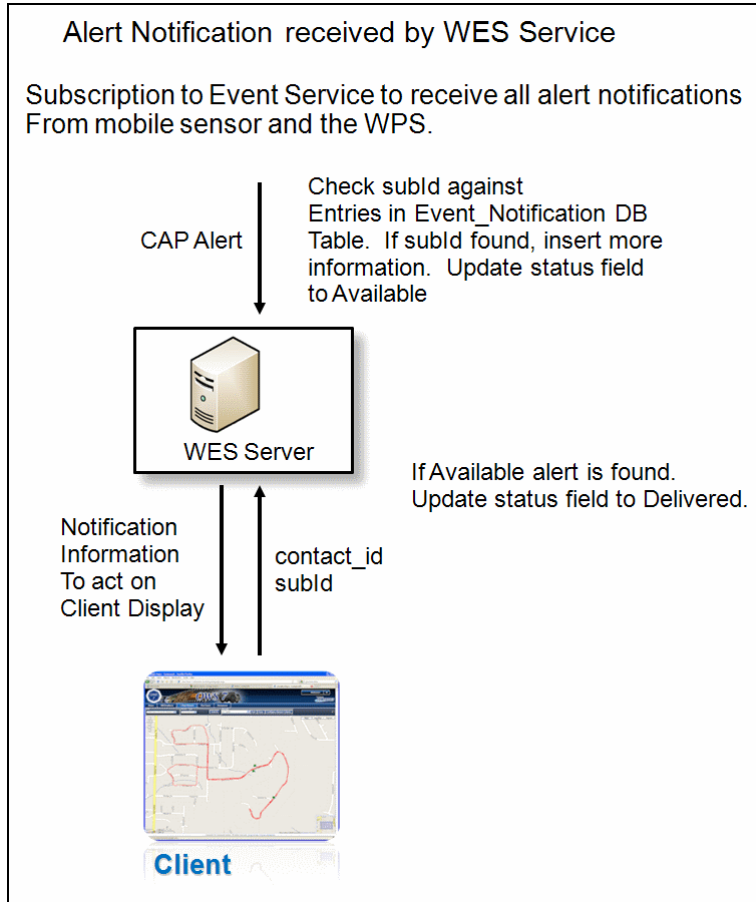 Alert Notification received by WES Service
Subscription to Event Service to receive all alert notifications
From mobile sensor and the WPS.
CAP Alert
Check subId against
Entries in Event_Notification DB
Table. If subId found, insert more
information. Update status field
to Available
WES Server
If Available alert is found.
Update status field to Delivered.
Notification
Information
To act on
Client Display
contact_id
subId
Client